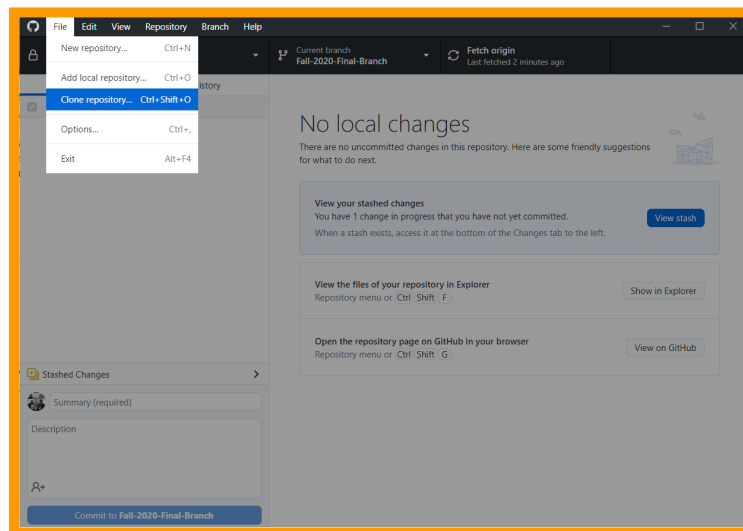 File Edit View Repository Branch Help
New repository... Ctrl+N
Add local repository... Ctrl+O
Clone repository... Ctrl+Shift+O
Options... Ctrl+,
Exit Alt+F4
Current branch
Fall-2020-Final-Branch
Fetch origin
Last fetched 2 minutes ago
istory
No local changes
There are no uncommitted changes in this repository. Here are some friendly suggestions
for what to do next.
View your stashed changes
You have 1 change in progress that you have not yet committed.
When a stash exists, access it at the bottom of the Changes tab to the left.
View stash
View the files of your repository in Explorer
Repository menu or Ctrl Shift F
Show in Explorer
Open the repository page on GitHub in your browser
Repository menu or Ctrl Shift G
View on GitHub
Stashed Changes
Summary (required)
Description
Commit to Fall-2020-Final-Branch